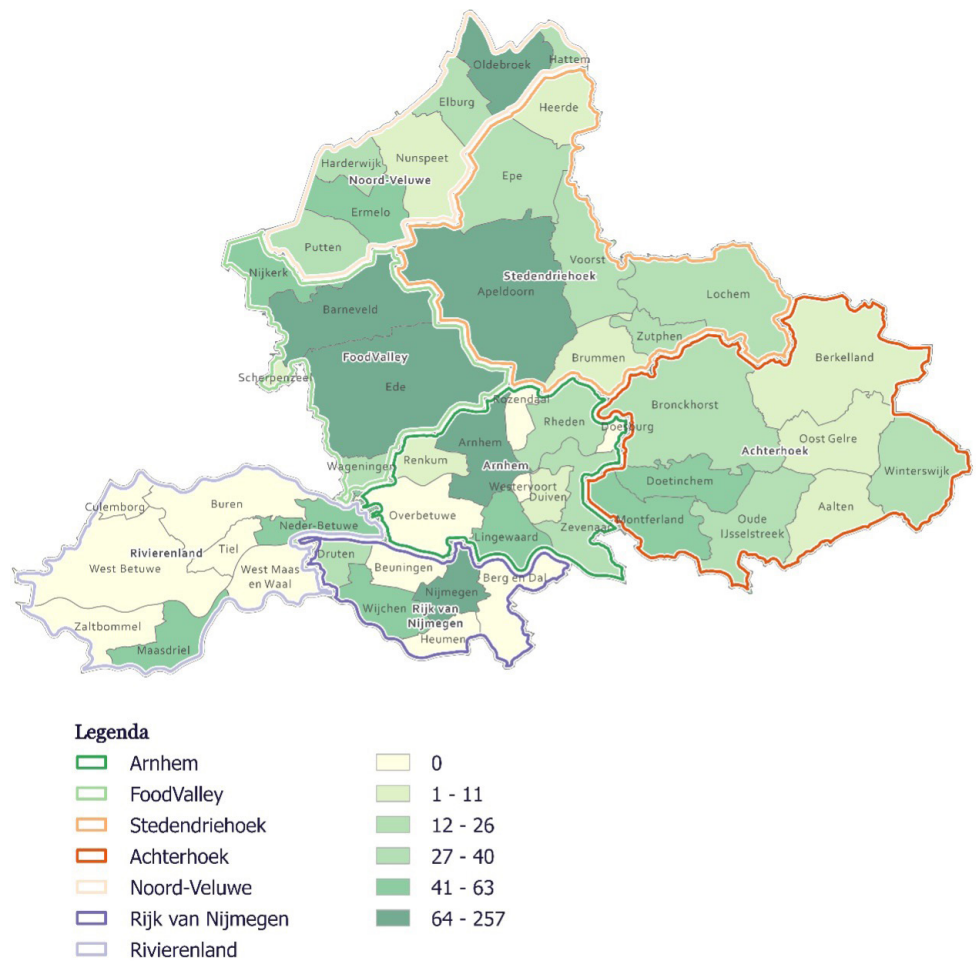 Oldebroek
Hattem
Elburg
Heerde
Nunspeet
Harderwijk
Noord-Veluwe
Epe
Ermelo
Putten
Voorst
Nijkerk
Stedendriehoek
Apeldoorn
Lochem
Barneveld
Zutphen
FoodValley
Brummen
Berkelland
Scherpenzeel
Ede
Rozendaal
Bronckhorst
Rheden
Doesburg
Arnhem
Oost Gelre
Achterhoek
Renkum
Arnhem
Wageningen
Winterswijk
Doetinchem
Westervoort
Duiven
Buren
Culemborg
Aalten
Overbetuwe
Montferland
Oude
IJsselstreek
Neder-Betuwe
Zevenaar
Lingewaard
Tiel
Rivierenland
Druten
West Betuwe
West Maas
en Waal
Beuningen
Berg en Dal
Nijmegen
Wijchen
Rijk van
Nijmegen
Zaltbommel
Heumen
Maasdriel
Legenda
Arnhem
FoodValley
Stedendriehoek
Achterhoek
Noord-Veluwe
Rijk van Nijmegen
Rivierenland
0
1 - 11
12 - 26
27 - 40
41 - 63
64 - 257